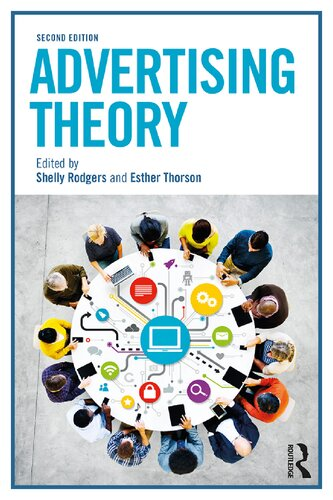 SECOND EDITION
ADVERTISING
THEORY
Edited by
Shelly Rodgers and Esther Thorson
ROUTLEDGE